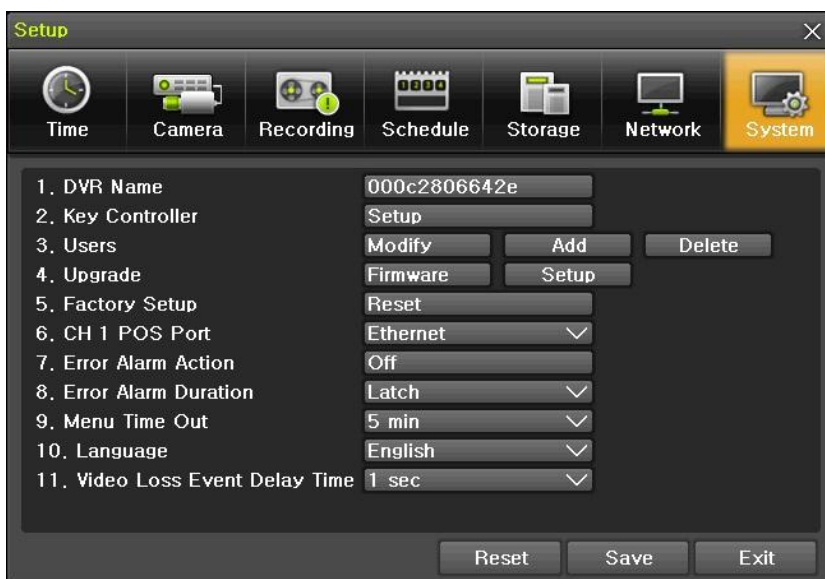 Setup
Time Camera Recording Schedule Storage Network System
1. DVR Name 000c2806642e
2. Key Controller Setup
3. Users Modify Add Delete
4. Upgrade Firmware Setup
5. Factory Setup Reset
6. CH 1 POS Port Ethernet
7. Error Alarm Action Off
8. Error Alarm Duration Latch
9. Menu Time Out 5 min
10. Language English
11. Video Loss Event Delay Time 1 sec
Reset Save Exit